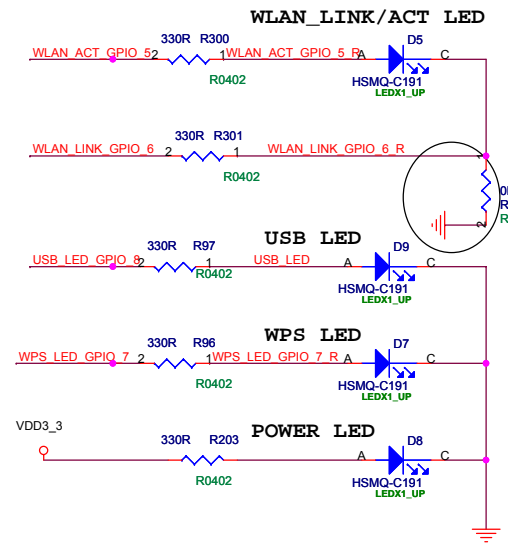 WLAN_LINK/ACT LED
330R R300 D5
WLAN_ACT_GPIO_5 2 1 WLAN_ACT_GPIO_5_R A C
R0402 HSMQ-C191
LEDX1_UP
330R R301
WLAN_LINK_GPIO_6 2 1 WLAN_LINK_GPIO_6_R
R0402 1
2
USB LED
330R R97 D9
USB_LED_GPIO_8 2 1 USB_LED A C
R0402
HSMQ-C191
LEDX1_UP
WPS LED
330R R96 D7
WPS_LED_GPIO_7 2 1 WPS_LED_GPIO_7_R A C
R0402 HSMQ-C191
LEDX1_UP
VDD3_3
POWER LED
330R R203 D8
A C
R0402 HSMQ-C191
LEDX1_UP